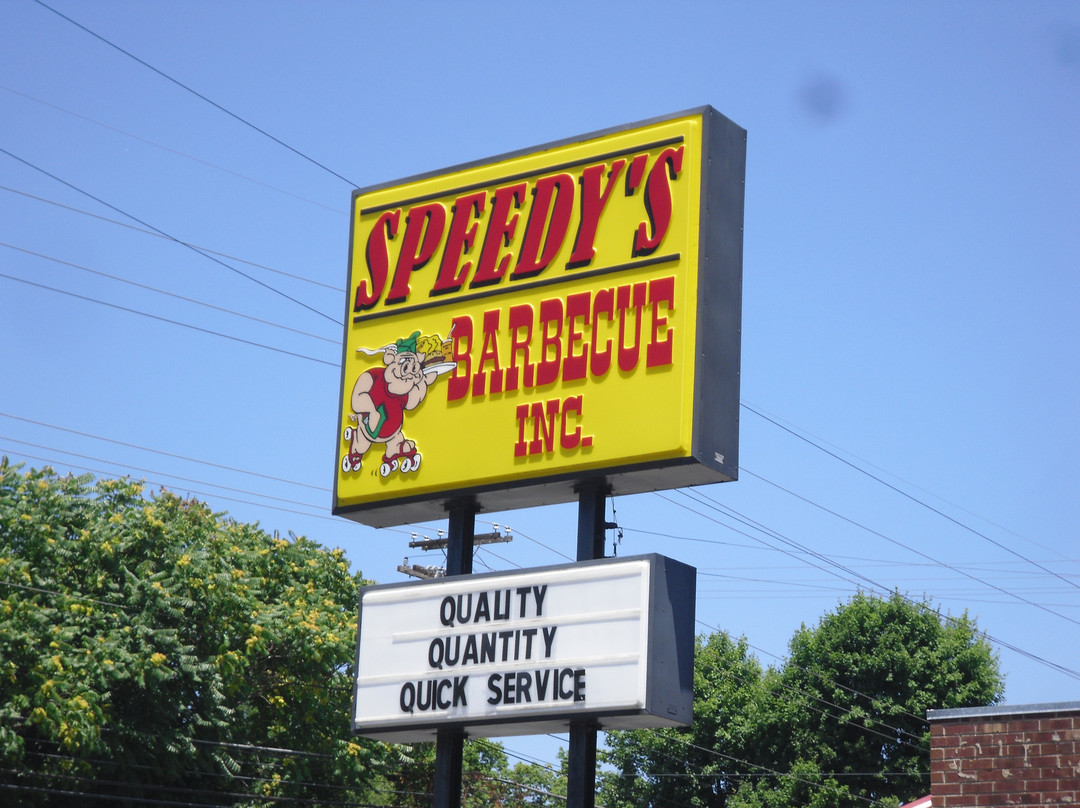 SPEEDY'S
BARBECUE
INC.
QUALITY
QUANTITY
QUICK SERVICE